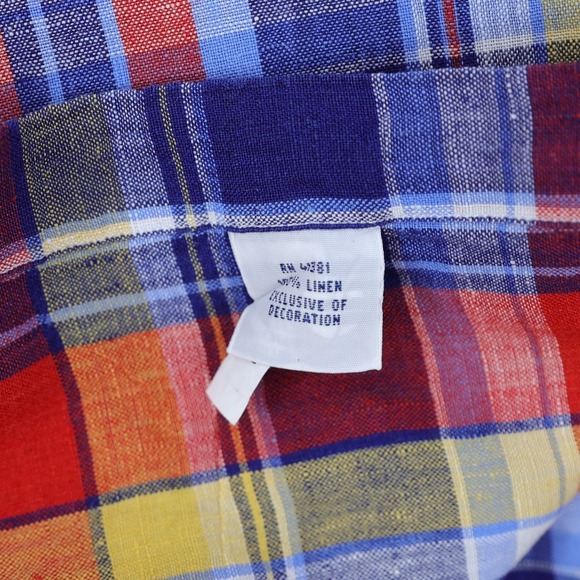 RN 41381
100% LINEN
EXCLUSIVE OF
DECORATION